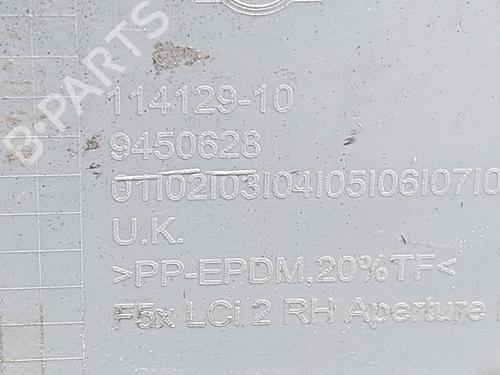 B-PARTS
114129-10
9450628
01|02|03|04|05|06|07|0
U.K.
>PP-EPDM,20%TF<
F5x LCi 2 RH Aperture